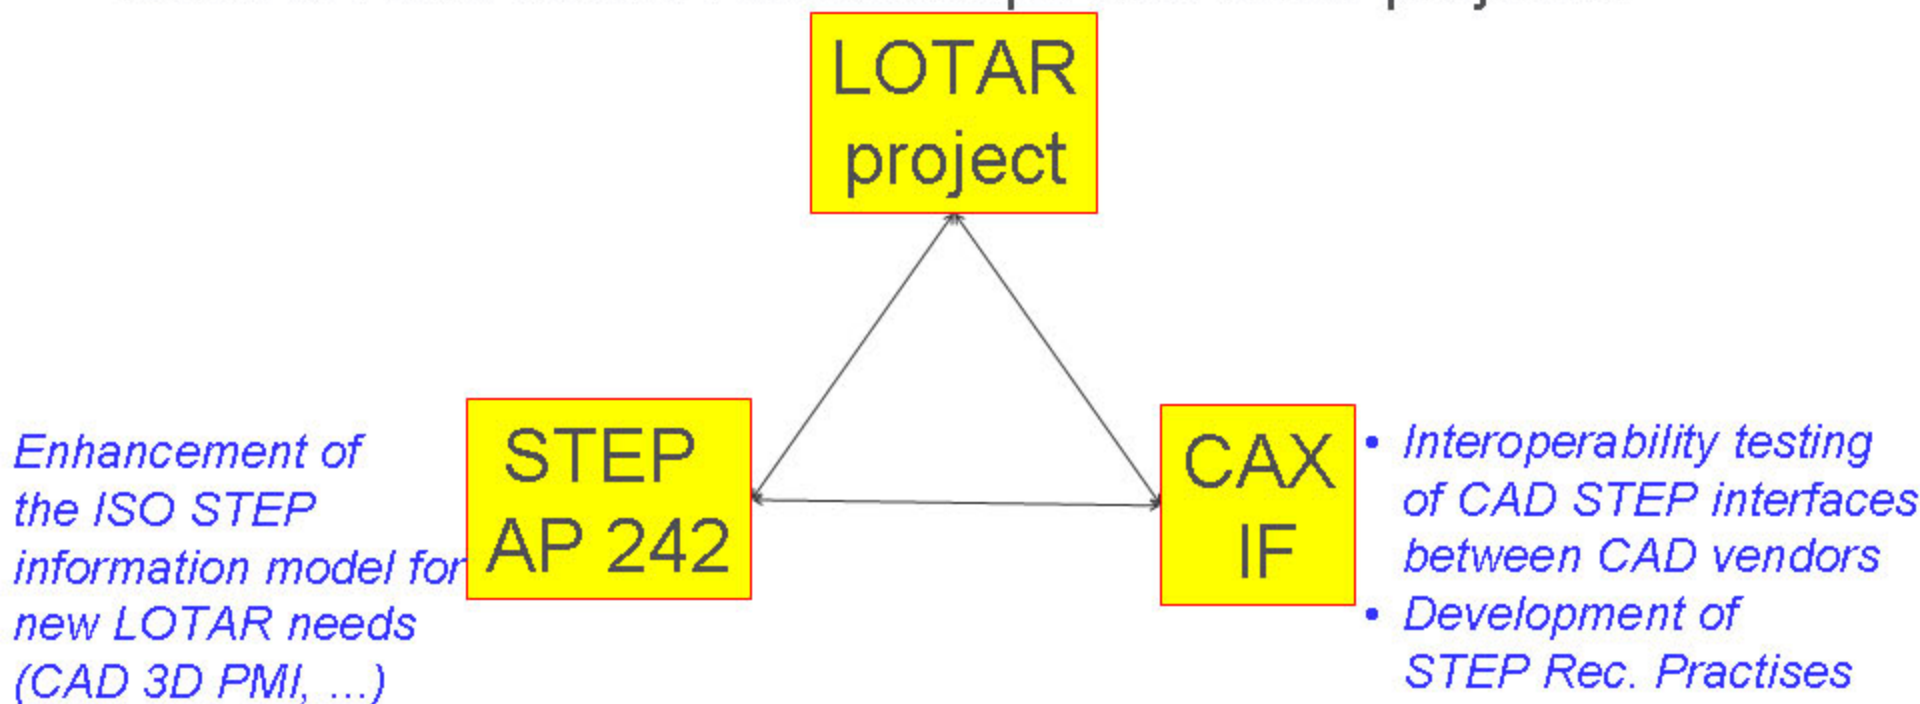 LOTAR
project
STEP
AP 242
CAX
IF
Enhancement of
the ISO STEP
information model for
new LOTAR needs
(CAD 3D PMI, ...)
• Interoperability testing
of CAD STEP interfaces
between CAD vendors
• Development of
STEP Rec. Practises